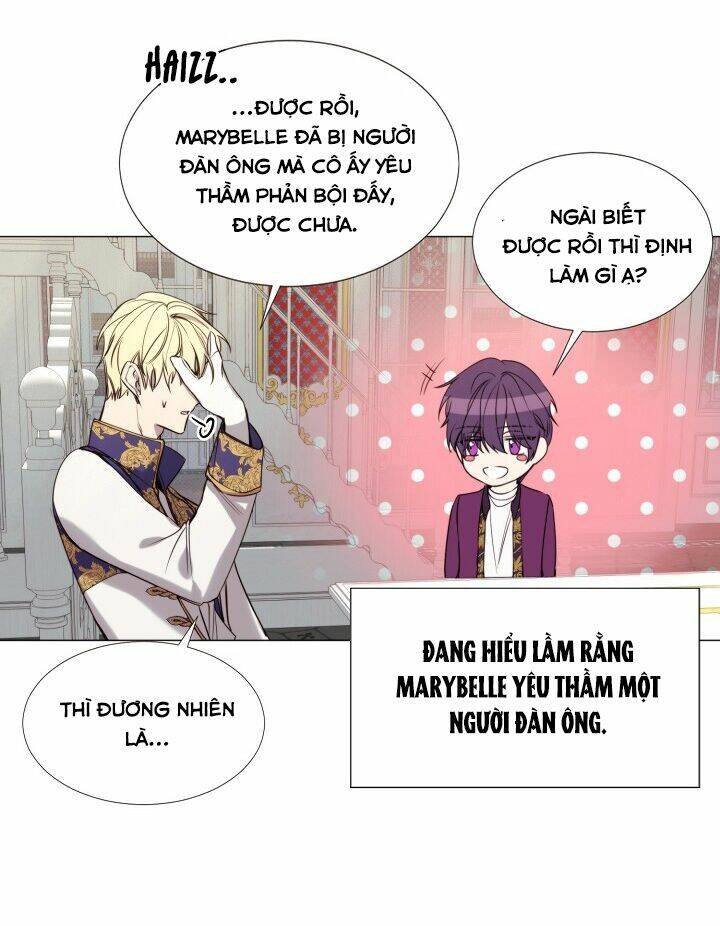 HAIZZ..
...ĐƯỢC RỒI,
MARYBELLE ĐÃ BỊ NGƯỜI
ĐÀN ÔNG MÀ CÔ ẤY YÊU
THẦM PHẢN BỘI ĐẤY,
ĐƯỢC CHƯA.
NGÀI BIẾT
ĐƯỢC RỒI THÌ ĐỊNH
LÀM GÌ Ạ?
ĐANG HIỂU LẦM RẰNG
MARYBELLE YÊU THẦM MỘT
NGƯỜI ĐÀN ÔNG.
THÌ ĐƯƠNG NHIÊN
LÀ...